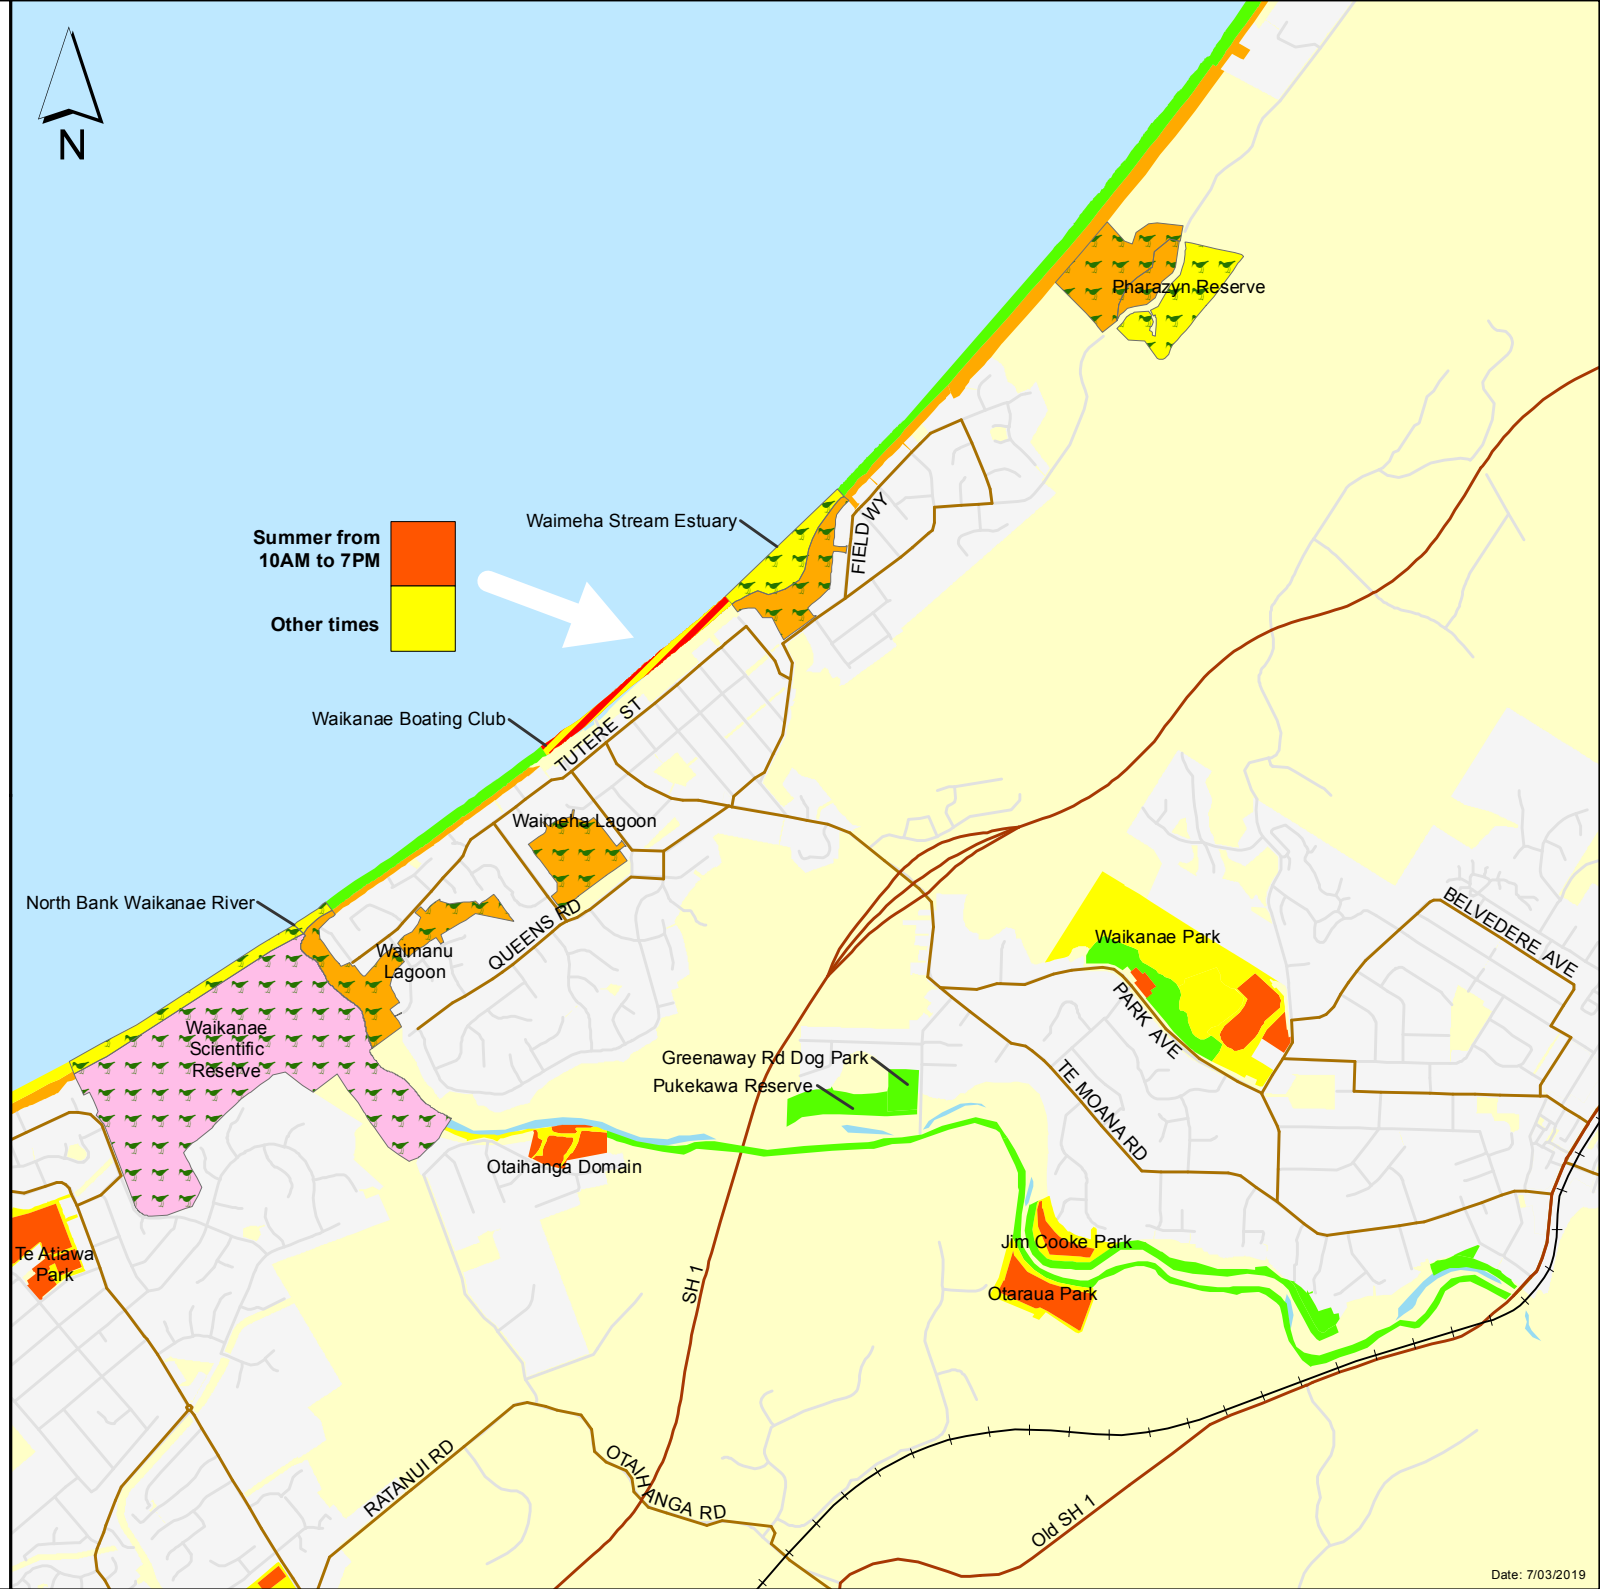 N
Pharazyn Reserve
Waimeha Stream Estuary
FIELD WY
Summer from
10AM to 7PM
Other times
Waikanae Boating Club
TUTERE ST
Waimeha Lagoon
North Bank Waikanae River
Waimanu
Lagoon
QUEENS RD
Waikanae Park
BELVEDERE AVE
PARK AVE
Waikanae
Scientific
Reserve
Greenaway Rd Dog Park
Pukekawa Reserve
TE MOANA RD
Otaihanga Domain
Te Atiawa
Park
Jim Cooke Park
Otaraua Park
SH 1
RATANUI RD
OTAIHANGA RD
Old SH 1
Date: 7/03/2019